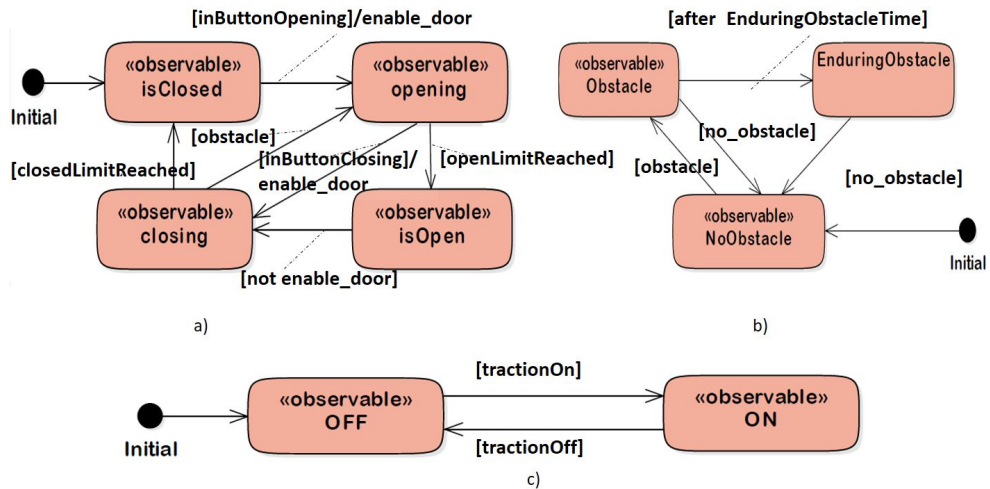 [inButtonOpening]/enable_door
«observable»
isClosed
«observable»
opening
Initial
[obstacle]
[closedLimitReached]
[InButtonClosing]/
enable_door
[openLimitReached]
«observable»
closing
«observable»
isOpen
[not enable_door]
a)
[after EnduringObstacleTime]
«observable»
Obstacle
EnduringObstacle
[no_obstacle]
[obstacle]
[no_obstacle]
«observable»
NoObstacle
Initial
b)
[tractionOn]
«observable»
OFF
«observable»
ON
Initial
[tractionOff]
c)